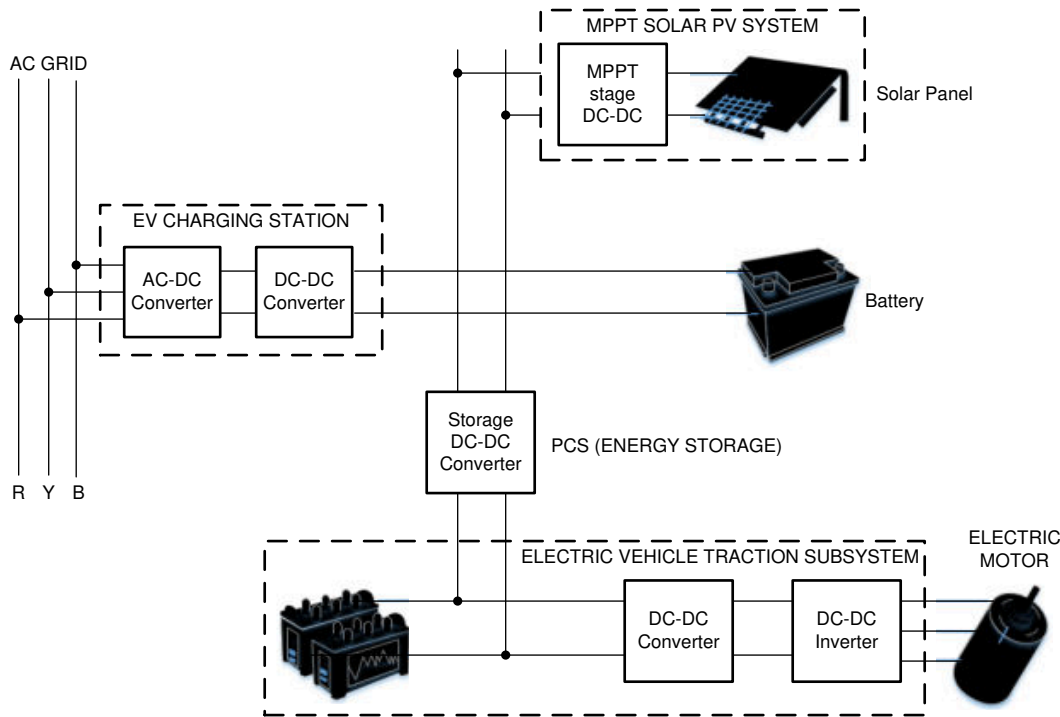 MPPT SOLAR PV SYSTEM
AC GRID
MPPT
stage
DC-DC
Solar Panel
EV CHARGING STATION
AC-DC
Converter
DC-DC
Converter
Battery
Storage
DC-DC
Converter
PCS (ENERGY STORAGE)
R Y B
ELECTRIC VEHICLE TRACTION SUBSYSTEM
ELECTRIC
MOTOR
DC-DC
Converter
DC-DC
Inverter